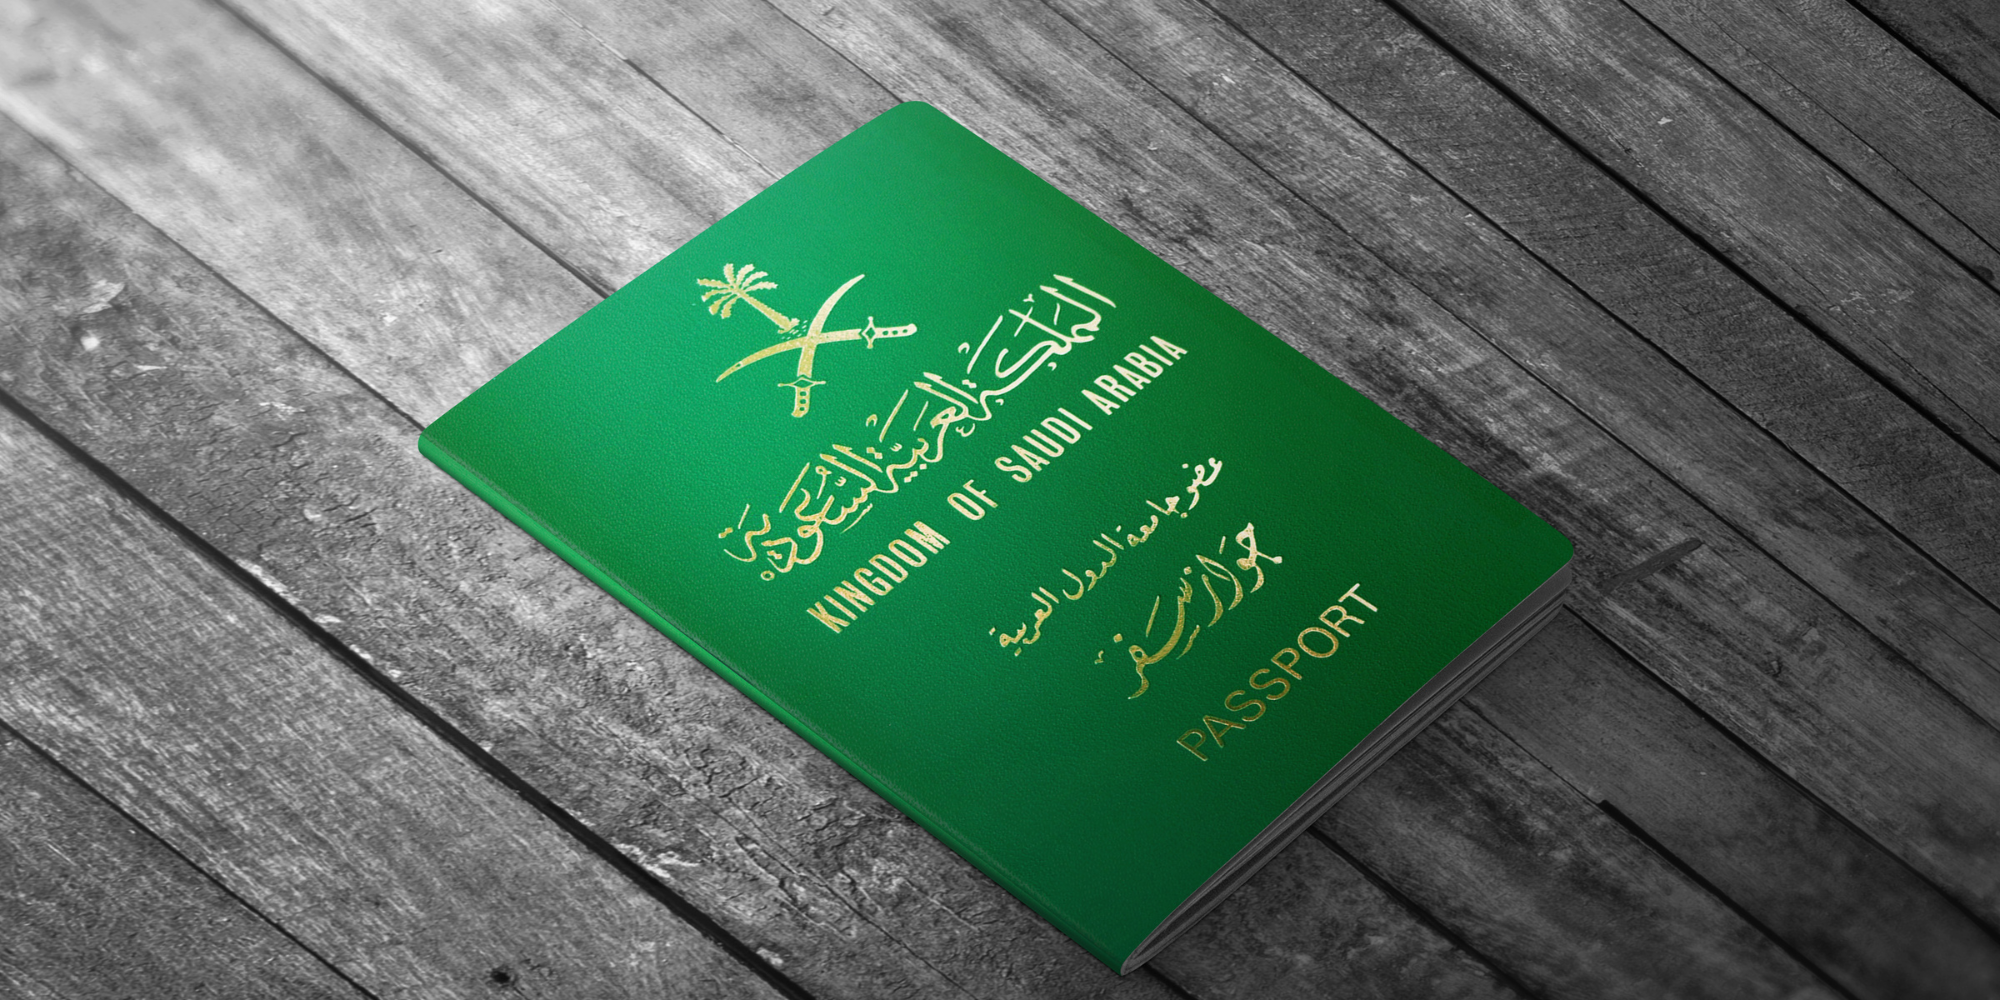 المملكة العربية السعودية
KINGDOM OF SAUDI ARABIA
عضو جامعة الدول العربية
جواز سفر
PASSPORT